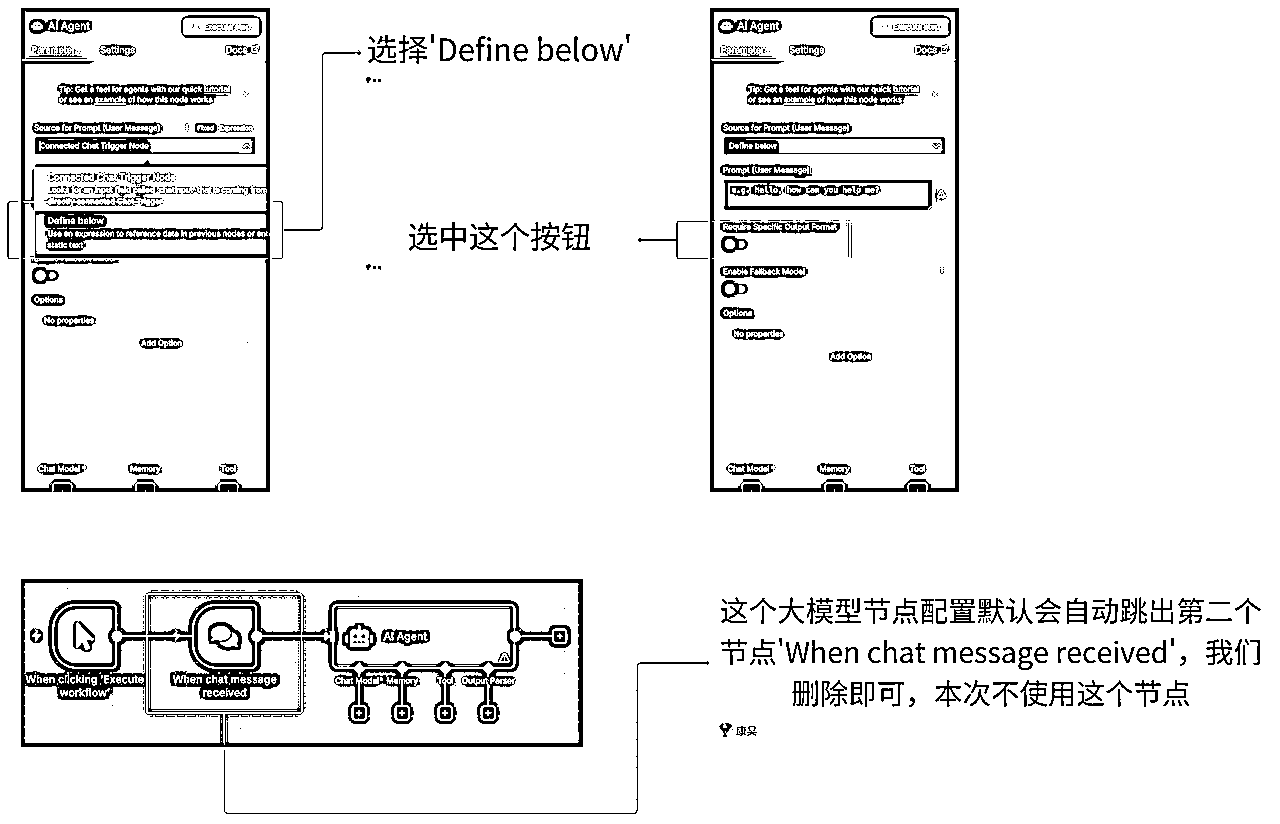 AI Agent
Parameters Settings Docs
Tip: Get a feel for agents with our quick tutorial
or see an example of how this node works
Source for Prompt (User Message)
Fixed Expression
Connected Chat Trigger Node
Connected Chat Trigger Node
Looks for an input field called chatInput that is coming from
directly connected Chat Trigger
Define below
Use an expression to reference data in previous nodes or ent
static text
Options
No properties
Add Option
Chat Model* Memory Tool
选择'Define below'
选中这个按钮
AI Agent
Parameters Settings Docs
Tip: Get a feel for agents with our quick tutorial
or see an example of how this node works
Source for Prompt (User Message)
Define below
Prompt (User Message)
e.g. Hello, how can you help me?
Require Specific Output Format
Enable Fallback Model
Options
No properties
Add Option
Chat Model* Memory Tool
When clicking 'Execute
workflow'
When chat message
received
AI Agent
Chat Model* Memory Tool Output Parser
这个大模型节点配置默认会自动跳出第二个
节点'When chat message received'，我们
删除即可，本次不使用这个节点